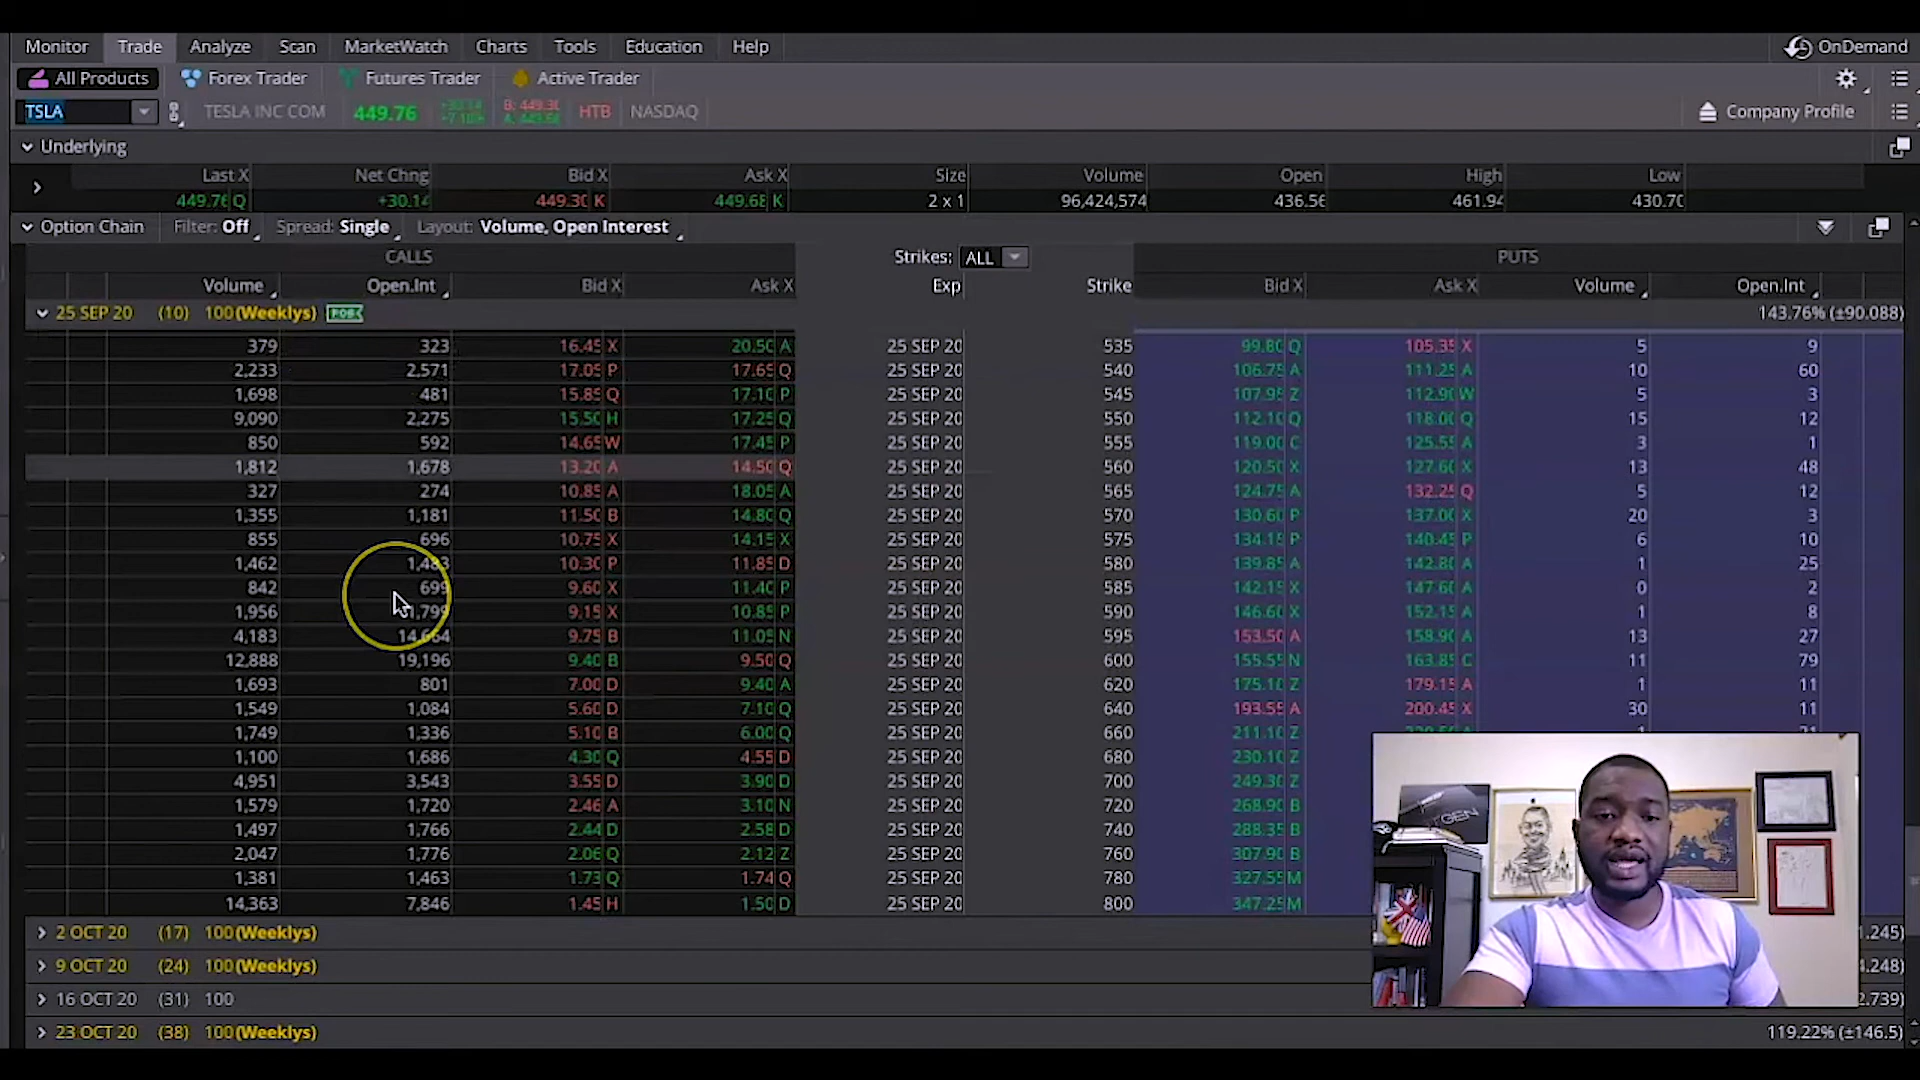 Monitor Trade Analyze Scan MarketWatch Charts Tools Education Help OnDemand
All Products Forex Trader Futures Trader Active Trader
TSLA TESLA INC COM 449.76 +30.14 +7.18% B: 449.30 A: 449.68 HTB NASDAQ Company Profile
Underlying
Last X Net Chng Bid X Ask X Size Volume Open High Low
449.76 Q +30.14 449.30 K 449.68 K 2 x 1 96,424,574 436.56 461.94 430.70
Option Chain Filter: Off Spread: Single Layout: Volume, Open Interest
CALLS Strikes: ALL PUTS
Volume Open.Int Bid X Ask X Exp Strike Bid X Ask X Volume Open.Int
25 SEP 20 (10) 100 (Weeklys) 143.76% (±90.088)
379 323 16.45 X 20.50 A 25 SEP 20 535 99.80 Q 105.35 X 5 9
2,233 2,571 17.05 P 17.65 Q 25 SEP 20 540 106.75 A 111.25 A 10 60
1,698 481 15.85 Q 17.10 P 25 SEP 20 545 107.95 Z 112.90 W 5 3
9,090 2,275 15.50 H 17.25 Q 25 SEP 20 550 112.10 Q 118.00 Q 15 12
850 592 14.65 W 17.45 P 25 SEP 20 555 119.00 C 125.55 A 3 1
1,812 1,678 13.20 A 14.50 Q 25 SEP 20 560 120.50 X 127.60 X 13 48
327 274 10.85 A 18.05 A 25 SEP 20 565 124.75 A 132.25 Q 5 12
1,355 1,181 11.50 B 14.80 Q 25 SEP 20 570 130.60 P 137.00 X 20 3
855 696 10.75 X 14.15 X 25 SEP 20 575 134.15 P 140.45 P 6 10
1,462 1,483 10.30 P 11.85 D 25 SEP 20 580 139.85 A 142.80 A 1 25
842 699 9.60 X 11.40 P 25 SEP 20 585 142.15 X 147.60 A 0 2
1,956 1,799 9.15 X 10.85 P 25 SEP 20 590 146.60 X 152.15 A 1 8
4,183 14,664 9.75 B 11.05 N 25 SEP 20 595 153.50 A 158.90 A 13 27
12,888 19,196 9.40 B 9.50 Q 25 SEP 20 600 155.55 N 163.85 C 11 79
1,693 801 7.00 D 9.40 A 25 SEP 20 620 175.10 Z 179.15 A 1 11
1,549 1,084 5.60 D 7.10 Q 25 SEP 20 640 193.55 A 200.45 X 30 11
1,749 1,336 5.10 B 6.00 Q 25 SEP 20 660 211.10 Z
1,100 1,686 4.30 Q 4.55 D 25 SEP 20 680 230.10 Z
4,951 3,543 3.55 D 3.90 D 25 SEP 20 700 249.30 Z
1,579 1,720 2.46 A 3.10 N 25 SEP 20 720 268.90 B
1,497 1,766 2.44 D 2.58 D 25 SEP 20 740 288.35 B
2,047 1,776 2.06 Q 2.12 Z 25 SEP 20 760 307.90 B
1,381 1,463 1.73 Q 1.74 Q 25 SEP 20 780 327.55 M
14,363 7,846 1.45 H 1.50 D 25 SEP 20 800 347.25 M
2 OCT 20 (17) 100 (Weeklys) 1.245)
9 OCT 20 (24) 100 (Weeklys) 4.248)
16 OCT 20 (31) 100 2.739)
23 OCT 20 (38) 100 (Weeklys) 119.22% (±146.5)